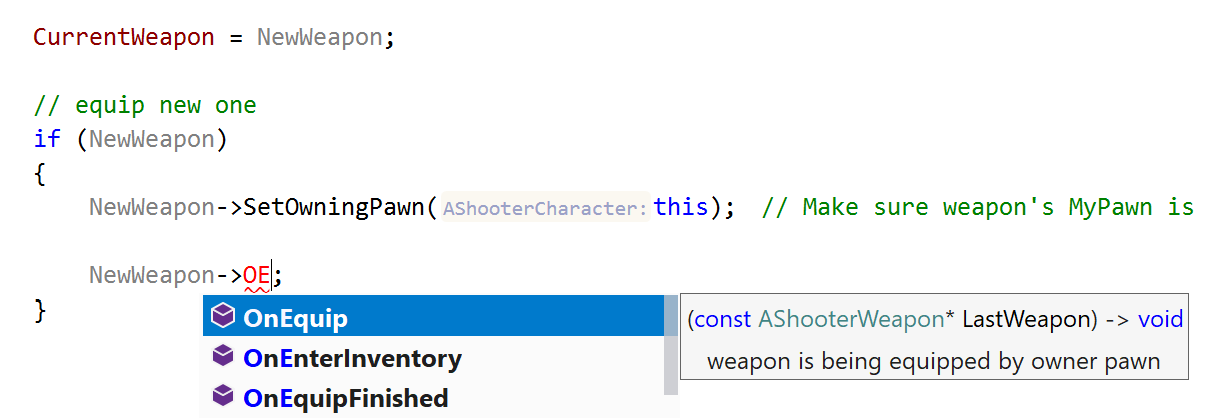 CurrentWeapon = NewWeapon;
// equip new one
if (NewWeapon)
{
NewWeapon->SetOwningPawn( AShooterCharacter: this);  // Make sure weapon's MyPawn is
NewWeapon->OE;
}
OnEquip
(const AShooterWeapon* LastWeapon) -> void
OnEnterInventory
weapon is being equipped by owner pawn
OnEquipFinished